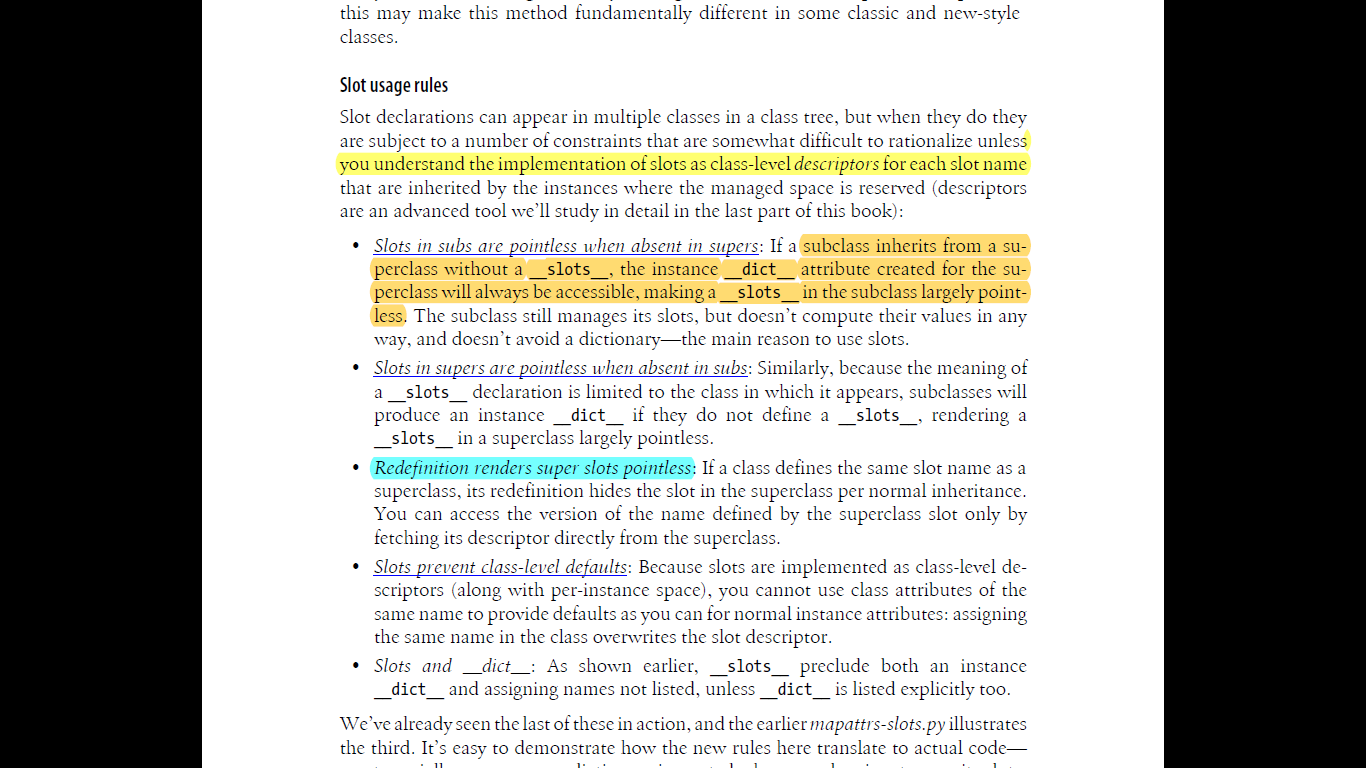 this may make this method fundamentally different in some classic and new-style
classes.
Slot usage rules
Slot declarations can appear in multiple classes in a class tree, but when they do they
are subject to a number of constraints that are somewhat difficult to rationalize unless
you understand the implementation of slots as class-level descriptors for each slot name
that are inherited by the instances where the managed space is reserved (descriptors
are an advanced tool we'll study in detail in the last part of this book):
• Slots in subs are pointless when absent in supers: If a subclass inherits from a su-
perclass without a __slots__, the instance __dict__ attribute created for the su-
perclass will always be accessible, making a __slots__ in the subclass largely point-
less. The subclass still manages its slots, but doesn't compute their values in any
way, and doesn't avoid a dictionary—the main reason to use slots.
• Slots in supers are pointless when absent in subs: Similarly, because the meaning of
a __slots__ declaration is limited to the class in which it appears, subclasses will
produce an instance __dict__ if they do not define a __slots__, rendering a
__slots__ in a superclass largely pointless.
• Redefinition renders super slots pointless: If a class defines the same slot name as a
superclass, its redefinition hides the slot in the superclass per normal inheritance.
You can access the version of the name defined by the superclass slot only by
fetching its descriptor directly from the superclass.
• Slots prevent class-level defaults: Because slots are implemented as class-level de-
scriptors (along with per-instance space), you cannot use class attributes of the
same name to provide defaults as you can for normal instance attributes: assigning
the same name in the class overwrites the slot descriptor.
• Slots and __dict__: As shown earlier, __slots__ preclude both an instance
__dict__ and assigning names not listed, unless __dict__ is listed explicitly too.
We've already seen the last of these in action, and the earlier mapattrs-slots.py illustrates
the third. It's easy to demonstrate how the new rules here translate to actual code—